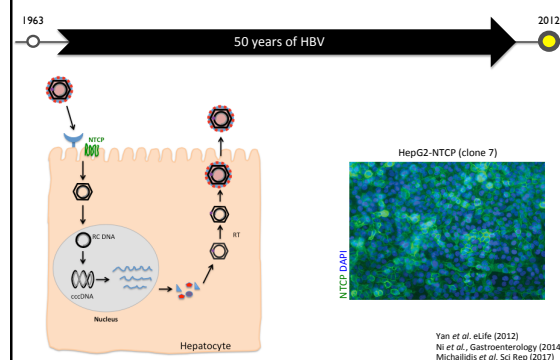 1963
2012
50 years of HBV
NTCP
RC DNA
cccDNA
Nucleus
RT
Hepatocyte
HepG2-NTCP (clone 7)
NTCP DAPI
Yan et al. eLife (2012)
Ni et al., Gastroenterology (2014
Michailidis et al. Sci Rep (2017)